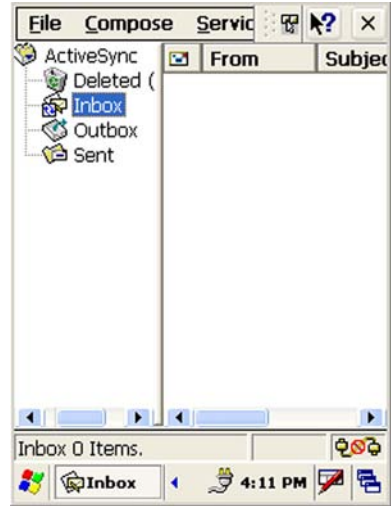 File Compose Servic ?
ActiveSync From Subjec
Deleted (
Inbox
Outbox
Sent
Inbox 0 Items.
Inbox 4:11 PM